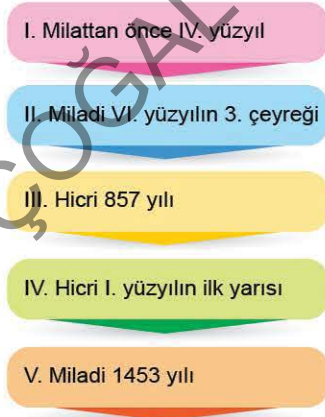 I. Milattan önce IV. yüzyıl
II. Miladi VI. yüzyılın 3. çeyreği
III. Hicri 857 yılı
IV. Hicri I. yüzyılın ilk yarısı
V. Miladi 1453 yılı